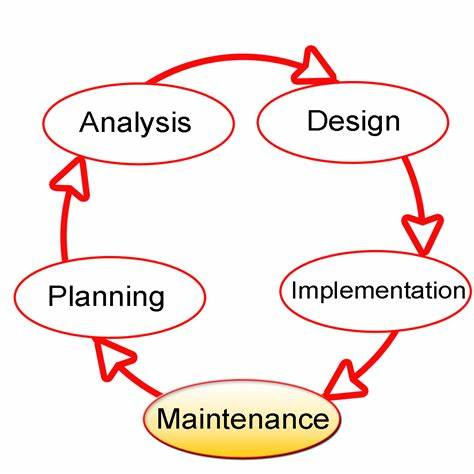 Analysis
Design
Planning
Implementation
Maintenance